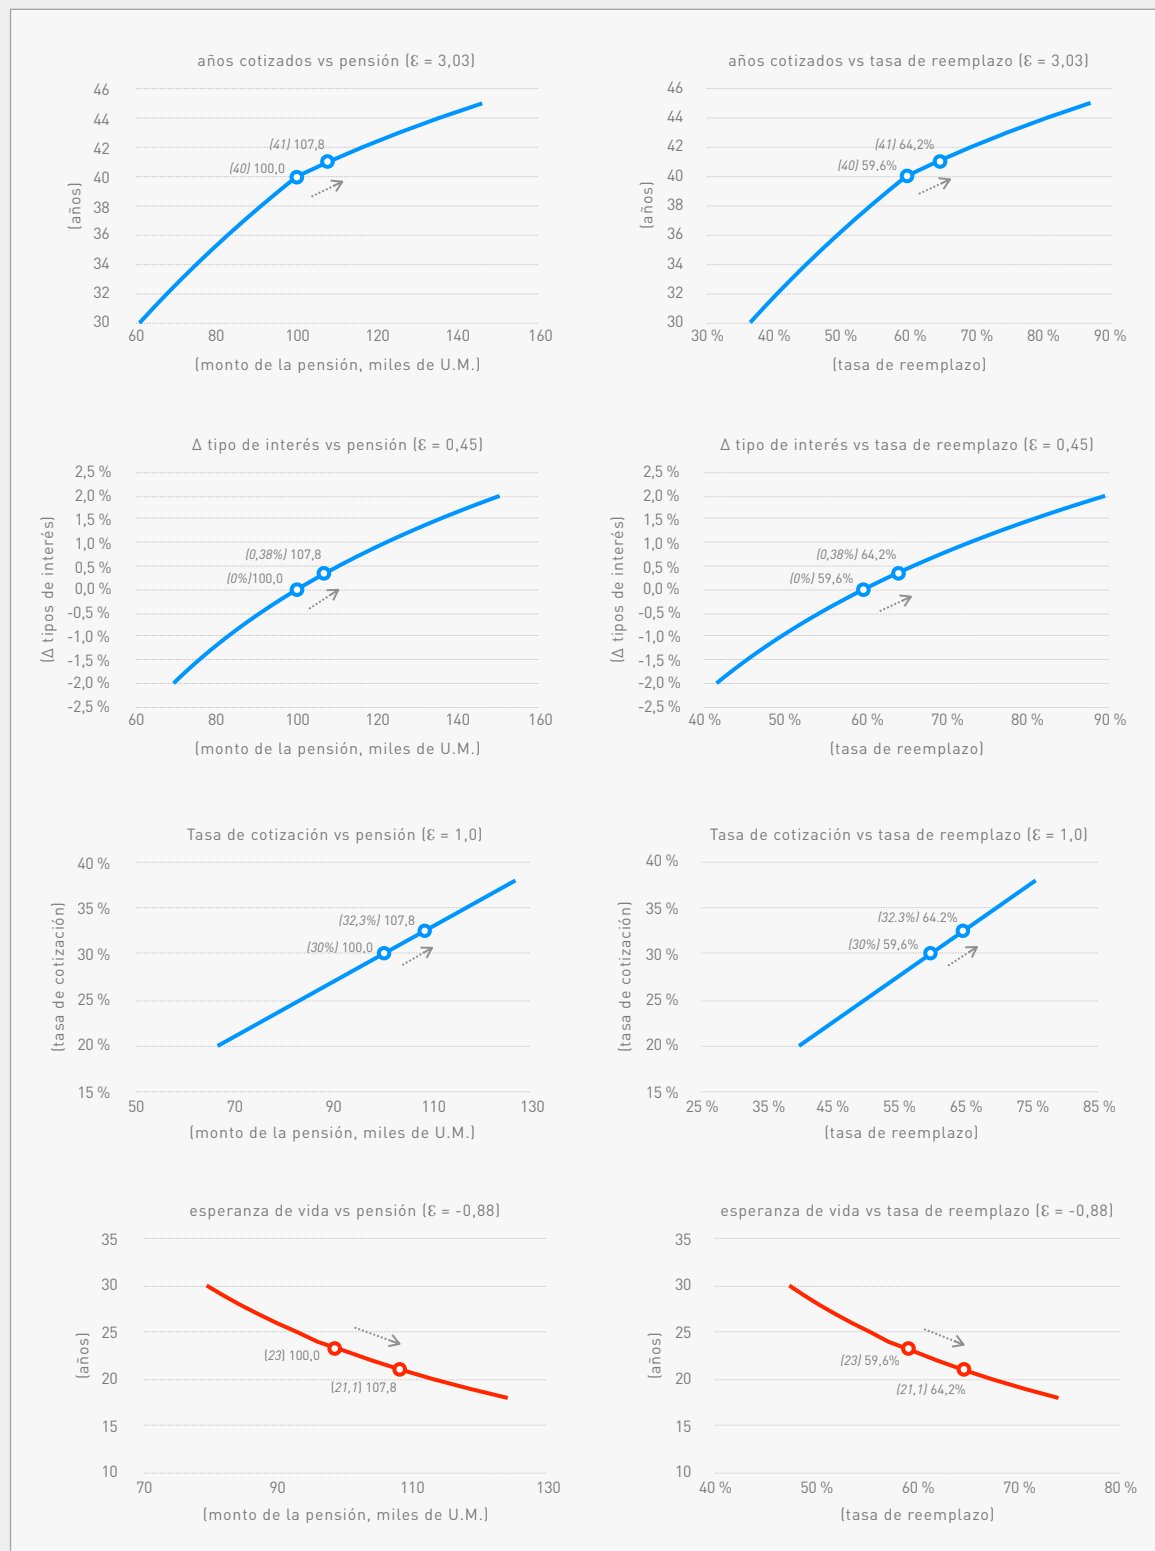 años cotizados vs pensión (Ɛ = 3,03)
46
44
42
40
38
36
34
32
30
(años)
(41) 107,8
(40) 100,0
60 80 100 120 140 160
(monto de la pensión, miles de U.M.)
años cotizados vs tasa de reemplazo (Ɛ = 3,03)
46
44
42
40
38
36
34
32
30
(años)
(41) 64,2%
(40) 59,6%
30 % 40 % 50 % 60 % 70 % 80 % 90 %
(tasa de reemplazo)
Δ tipo de interés vs pensión (Ɛ = 0,45)
2,5 %
2,0 %
1,5 %
1,0 %
0,5 %
0,0 %
-0,5 %
-1,0 %
-1,5 %
-2,0 %
-2,5 %
(Δ tipos de interés)
(0,38%) 107,8
(0%)100,0
60 80 100 120 140 160
(monto de la pensión, miles de U.M.)
Δ tipo de interés vs tasa de reemplazo (Ɛ = 0,45)
2,5 %
2,0 %
1,5 %
1,0 %
0,5 %
0,0 %
-0,5 %
-1,0 %
-1,5 %
-2,0 %
-2,5 %
(Δ tipos de interés)
(0,38%) 64,2%
(0%) 59,6%
40 % 50 % 60 % 70 % 80 % 90 %
(tasa de reemplazo)
Tasa de cotización vs pensión (Ɛ = 1,0)
40 %
35 %
30 %
25 %
20 %
15 %
(tasa de cotización)
(32,3%) 107,8
(30%) 100,0
50 70 90 110 130
(monto de la pensión, miles de U.M.)
Tasa de cotización vs tasa de reemplazo (Ɛ = 1,0)
40 %
35 %
30 %
25 %
20 %
15 %
(tasa de cotización)
(32.3%) 64.2%
(30%) 59,6%
25 % 35 % 45 % 55 % 65 % 75 % 85 %
(tasa de reemplazo)
esperanza de vida vs pensión (Ɛ = -0,88)
35
30
25
20
15
10
(años)
(23) 100,0
(21,1) 107,8
70 90 110 130
(monto de la pensión, miles de U.M.)
esperanza de vida vs tasa de reemplazo (Ɛ = -0,88)
35
30
25
20
15
10
(años)
(23) 59,6%
(21,1) 64,2%
40 % 50 % 60 % 70 % 80 %
(tasa de reemplazo)